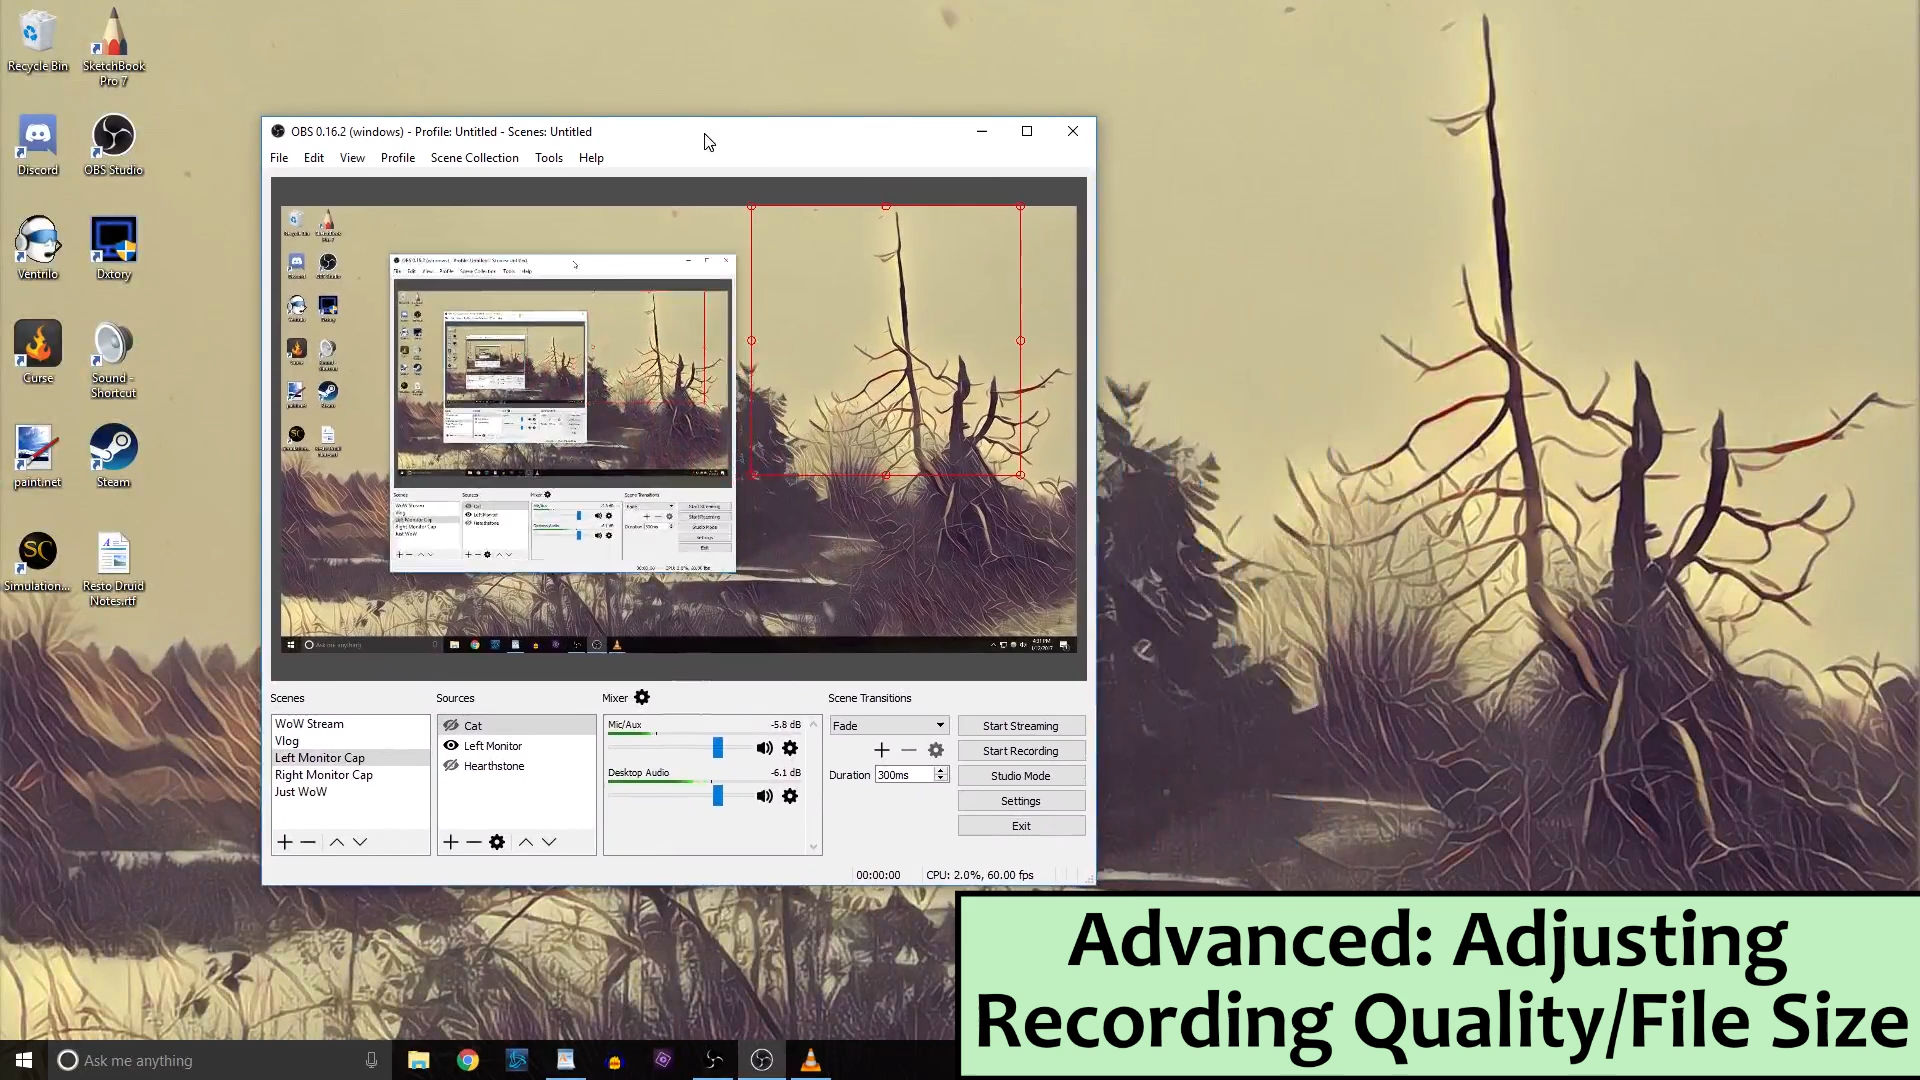 Recycle Bin
SketchBook
Pro 7
Discord
OBS Studio
Ventrilo
Dxtory
Curse
Sound -
Shortcut
paint.net
Steam
Simulation...
Resto Druid
Notes.rtf
OBS 0.16.2 (windows) - Profile: Untitled - Scenes: Untitled
File Edit View Profile Scene Collection Tools Help
Scenes
WoW Stream
Vlog
Left Monitor Cap
Right Monitor Cap
Just WoW
Sources
Cat
Left Monitor
Hearthstone
Mixer
Mic/Aux -5.8 dB
Desktop Audio -6.1 dB
Scene Transitions
Fade
Duration 300ms
Start Streaming
Start Recording
Studio Mode
Settings
Exit
00:00:00 CPU: 2.0%, 60.00 fps
Advanced: Adjusting
Recording Quality/File Size
Ask me anything